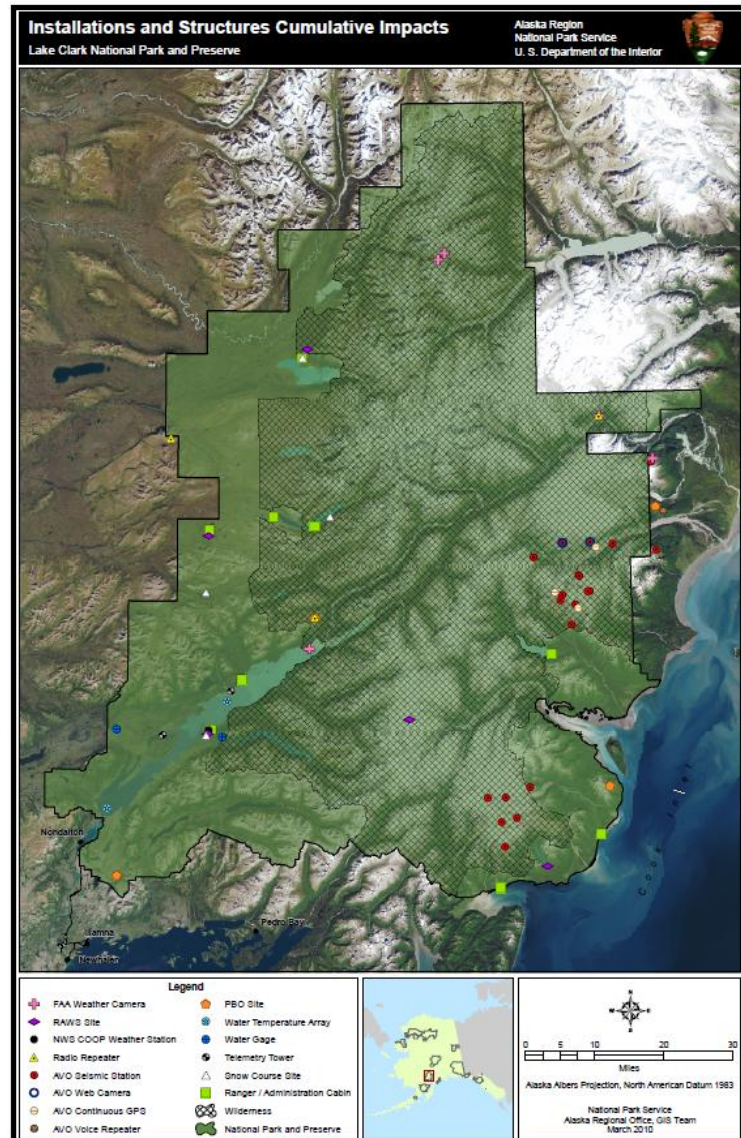 Installations and Structures Cumulative Impacts
Lake Clark National Park and Preserve
Alaska Region
National Park Service
U. S. Department of the Interior
Cook Inlet
Nondalton
Pedro Bay
Iliamna
Newhalen
Legend
FAA Weather Camera
RAWS Site
NWS COOP Weather Station
Radio Repeater
AVO Seismic Station
AVO Web Camera
AVO Continuous GPS
AVO Voice Repeater
PBO Site
Water Temperature Array
Water Gage
Telemetry Tower
Snow Course Site
Ranger / Administration Cabin
Wilderness
National Park and Preserve
N
W E
S
0 5 10 20 30
Miles
Alaska Albers Projection, North American Datum 1983
National Park Service
Alaska Regional Office, GIS Team
March 2010